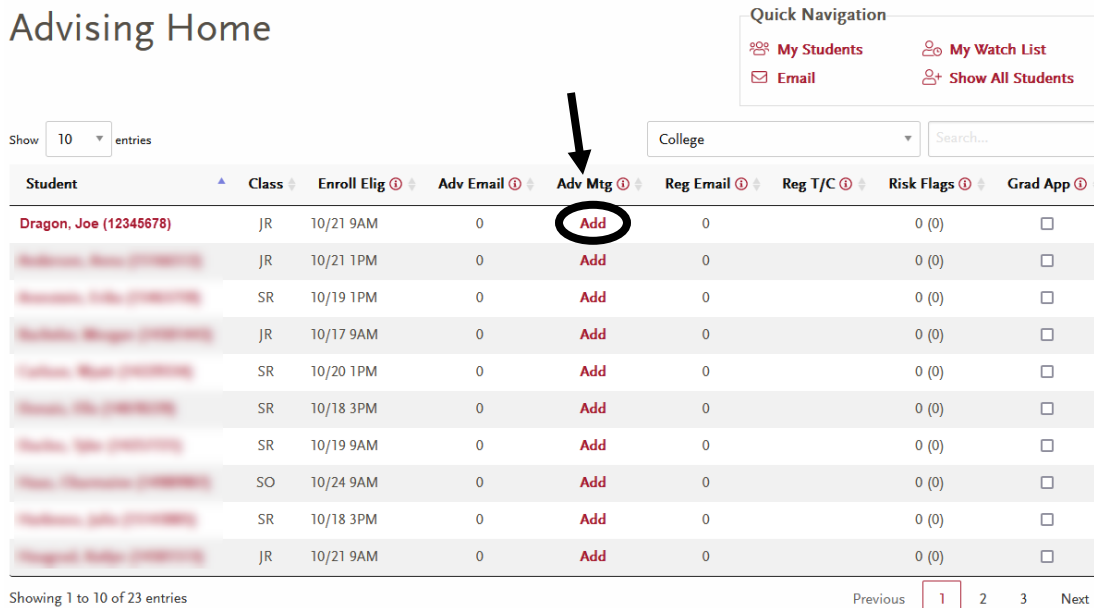 Advising Home
Quick Navigation
My Students My Watch List
Email Show All Students
Show 10 entries College Search...
Student Class Enroll Elig Adv Email Adv Mtg Reg Email Reg T/C Risk Flags Grad App
Dragon, Joe (12345678) JR 10/21 9AM 0 Add 0 0 (0)
JR 10/21 1PM 0 Add 0 0 (0)
SR 10/19 1PM 0 Add 0 0 (0)
JR 10/17 9AM 0 Add 0 0 (0)
SR 10/20 1PM 0 Add 0 0 (0)
SR 10/18 3PM 0 Add 0 0 (0)
SR 10/19 9AM 0 Add 0 0 (0)
SO 10/24 9AM 0 Add 0 0 (0)
SR 10/18 3PM 0 Add 0 0 (0)
JR 10/21 9AM 0 Add 0 0 (0)
Showing 1 to 10 of 23 entries Previous 1 2 3 Next